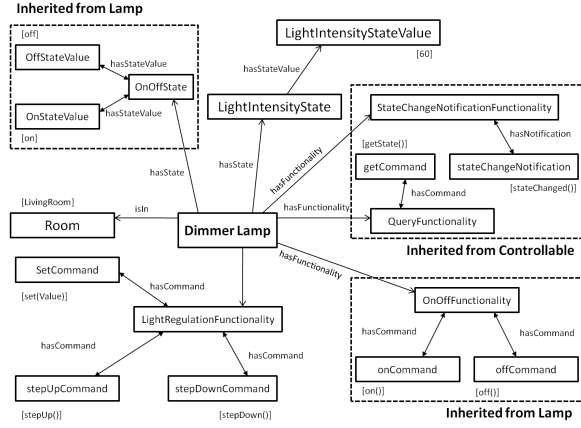 Inherited from Lamp
[off]
OffStateValue
hasStateValue
OnOffState
OnStateValue
hasStateValue
[on]
LightIntensityStateValue
[60]
hasStateValue
LightIntensityState
StateChangeNotificationFunctionality
hasNotification
[getState()]
getCommand
stateChangeNotification
hasCommand
[stateChanged()]
QueryFunctionality
Inherited from Controllable
hasState
hasState
hasFunctionality
hasFunctionality
[LivingRoom]
isIn
Room
Dimmer Lamp
hasFunctionality
SetCommand
hasCommand
[set(Value)]
LightRegulationFunctionality
hasCommand
hasCommand
stepUpCommand
stepDownCommand
[stepUp()]
[stepDown()]
OnOffFunctionality
hasCommand
hasCommand
onCommand
offCommand
[on()]
[off()]
Inherited from Lamp